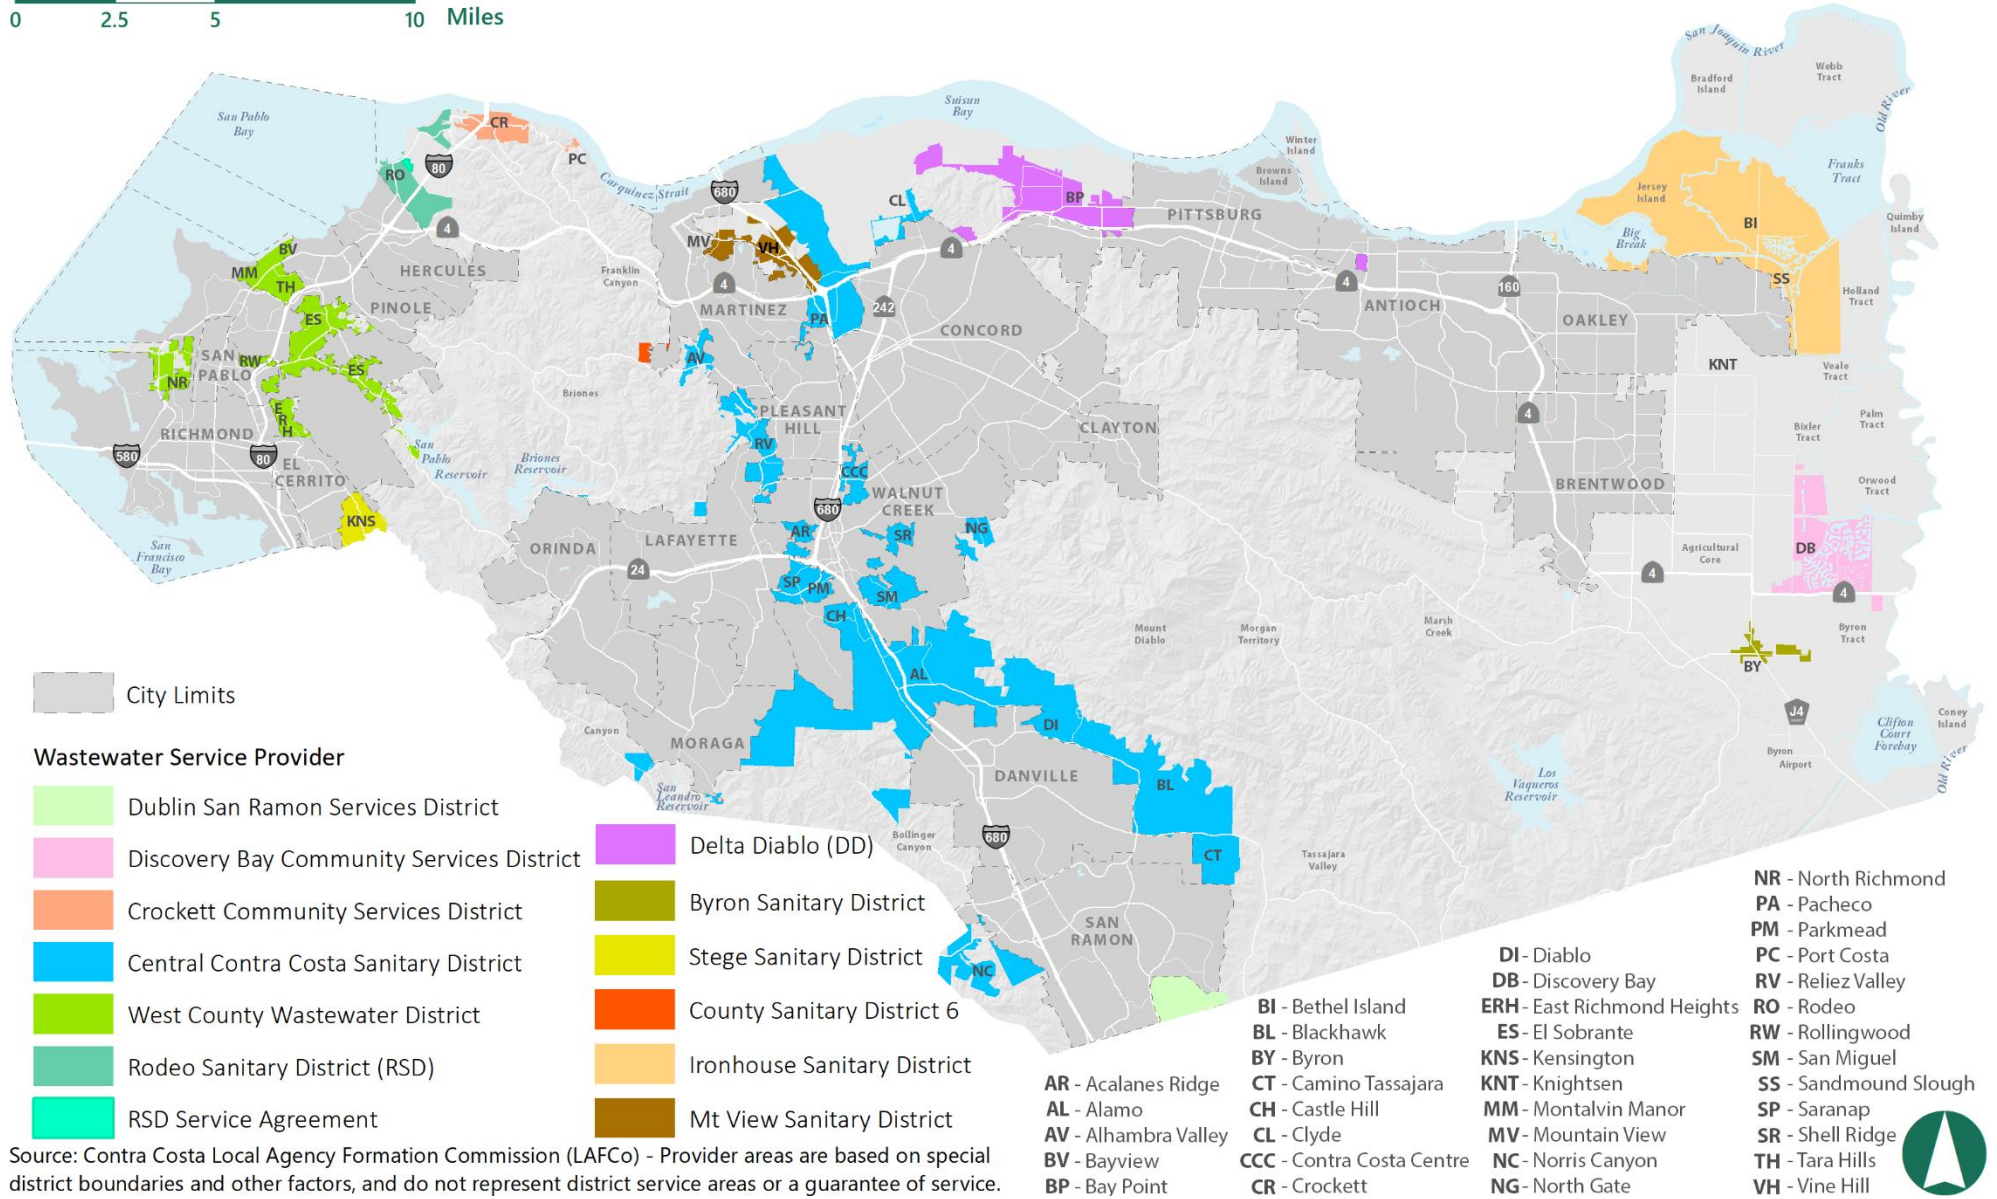 0 2.5 5 10 Miles
San Pablo
Bay
Suisun
Bay
San Joaquin River
Bradford
Island
Webb
Tract
Old River
Franks
Tract
Winter
Island
Browns
Island
Jersey
Island
Big
Break
Quimby
Island
Holland
Tract
Veale
Tract
Palm
Tract
Bixler
Tract
Orwood
Tract
Agricultural
Core
Byron
Tract
Coney
Island
Clifton
Court
Forebay
Old River
Byron
Airport
Los
Vaqueros
Reservoir
Marsh
Creek
Morgan
Territory
Mount
Diablo
Tassajara
Valley
Bollinger
Canyon
San
Leandro
Reservoir
Canyon
Carquinez Strait
Franklin
Canyon
Briones
Briones
Reservoir
San
Pablo
Reservoir
San
Francisco
Bay
CR
PC
RO
80
4
680
CL
BP
PITTSBURG
BI
SS
BV
MM
TH
HERCULES
PINOLE
ES
MV
VH
4
4
MARTINEZ
PA
242
CONCORD
4
ANTIOCH
160
OAKLEY
KNT
SAN
PABLO
RW
ES
NR
E
R
H
RICHMOND
580
80
EL
CERRITO
KNS
AV
PLEASANT
HILL
RV
CLAYTON
4
CCC
WALNUT
CREEK
680
BRENTWOOD
DB
4
4
ORINDA
LAFAYETTE
24
AR
SR
NG
SP
PM
SM
CH
AL
DI
BY
J4
MORAGA
DANVILLE
BL
680
CT
SAN
RAMON
NC
City Limits
Wastewater Service Provider
Dublin San Ramon Services District
Discovery Bay Community Services District
Crockett Community Services District
Central Contra Costa Sanitary District
West County Wastewater District
Rodeo Sanitary District (RSD)
RSD Service Agreement
Delta Diablo (DD)
Byron Sanitary District
Stege Sanitary District
County Sanitary District 6
Ironhouse Sanitary District
Mt View Sanitary District
AR - Acalanes Ridge
AL - Alamo
AV - Alhambra Valley
BV - Bayview
BP - Bay Point
BI - Bethel Island
BL - Blackhawk
BY - Byron
CT - Camino Tassajara
CH - Castle Hill
CL - Clyde
CCC - Contra Costa Centre
CR - Crockett
DI - Diablo
DB - Discovery Bay
ERH - East Richmond Heights
ES - El Sobrante
KNS - Kensington
KNT - Knightsen
MM - Montalvin Manor
MV - Mountain View
NC - Norris Canyon
NG - North Gate
NR - North Richmond
PA - Pacheco
PM - Parkmead
PC - Port Costa
RV - Reliez Valley
RO - Rodeo
RW - Rollingwood
SM - San Miguel
SS - Sandmound Slough
SP - Saranap
SR - Shell Ridge
TH - Tara Hills
VH - Vine Hill
Source: Contra Costa Local Agency Formation Commission (LAFCo) - Provider areas are based on special
district boundaries and other factors, and do not represent district service areas or a guarantee of service.